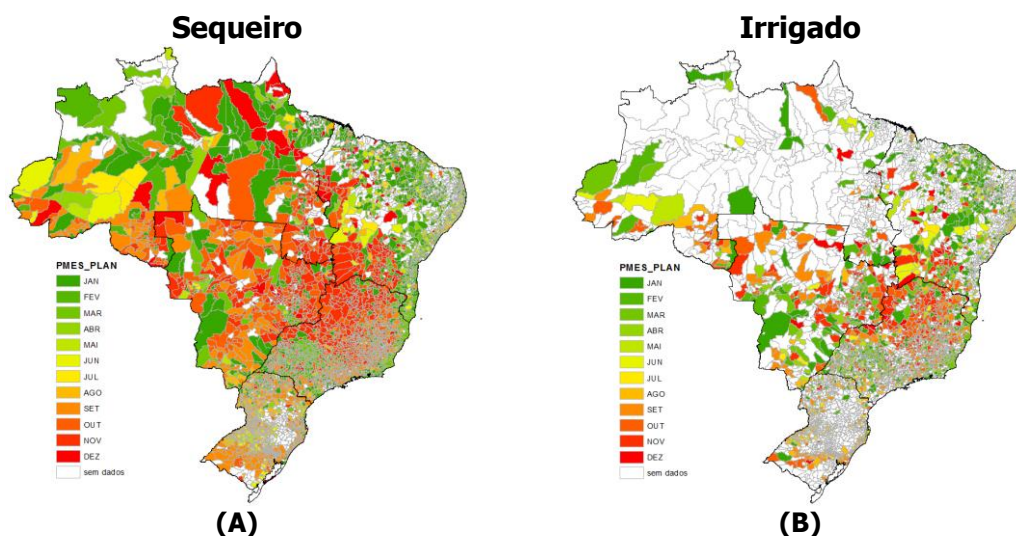 Sequeiro
Irrigado
PMES_PLAN
JAN
FEV
MAR
ABR
MAI
JUN
JUL
AGO
SET
OUT
NOV
DEZ
sem dados
PMES_PLAN
JAN
FEV
MAR
ABR
MAI
JUN
JUL
AGO
SET
OUT
NOV
DEZ
sem dados
(A)
(B)